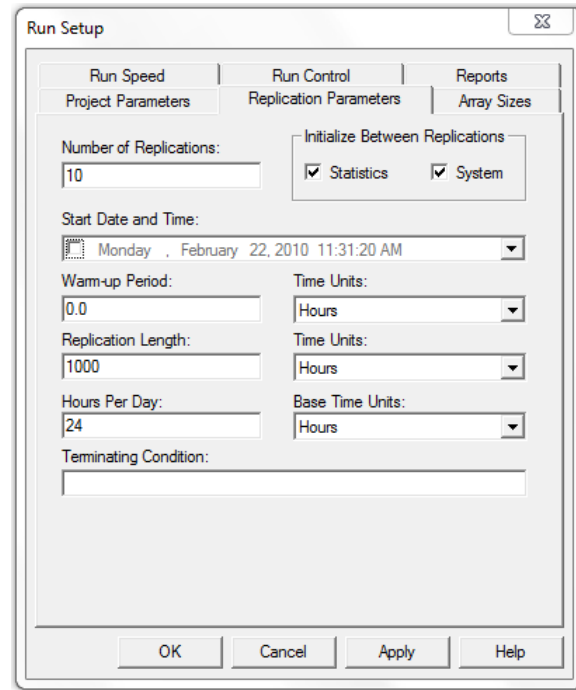 Run Setup
Run Speed Run Control Reports
Project Parameters Replication Parameters Array Sizes
Number of Replications: Initialize Between Replications
10 Statistics System
Start Date and Time:
Monday , February 22, 2010 11:31:20 AM
Warm-up Period: Time Units:
0.0 Hours
Replication Length: Time Units:
1000 Hours
Hours Per Day: Base Time Units:
24 Hours
Terminating Condition:
OK Cancel Apply Help